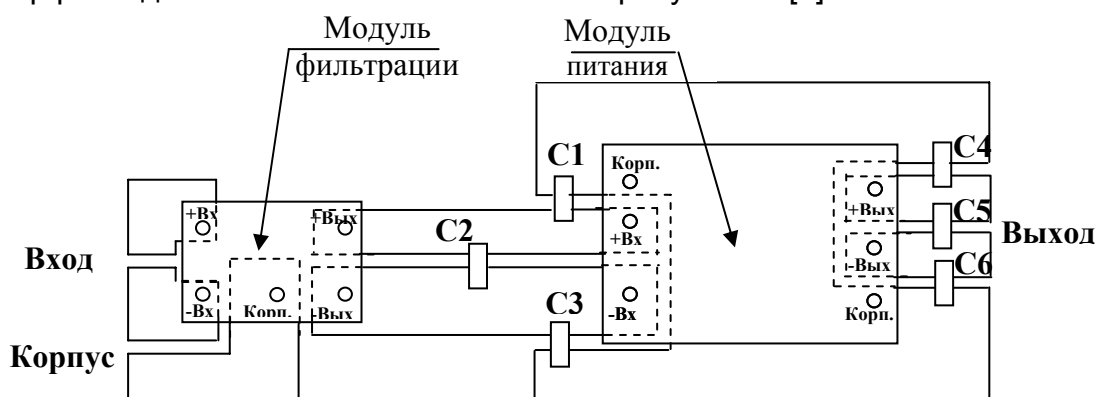 Модуль
фильтрации
Модуль
питания
C1
Корп.
C4
+Вх
+Вых
C2
+Вх
+Вых
C5
Вход
Выход
-Вых
C6
-Вх
Корп.
-Вых
C3
-Вх
Корп.
Корпус